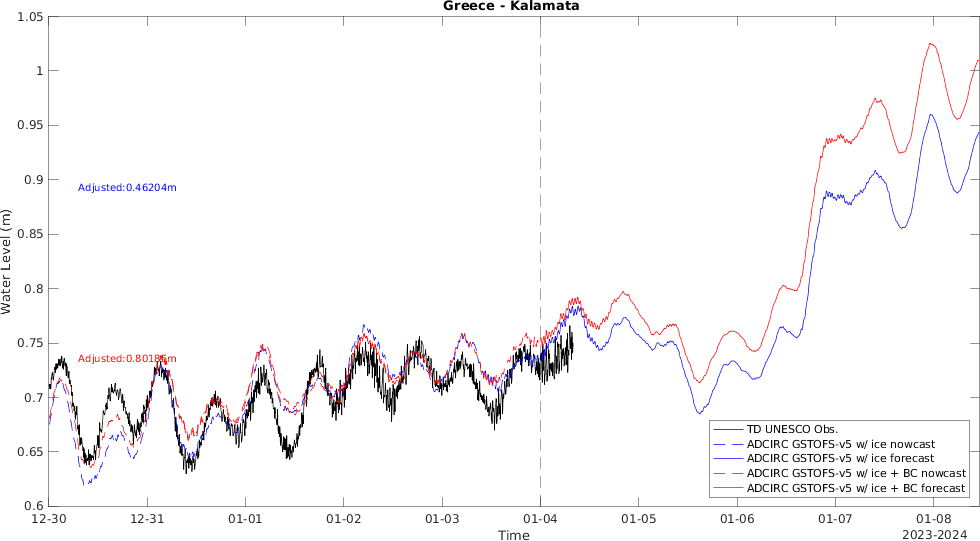 Greece - Kalamata
1.05
1
0.95
0.9
0.85
0.8
0.75
0.7
0.65
0.6
Water Level (m)
Adjusted:0.46204m
Adjusted:0.80186m
TD UNESCO Obs.
ADCIRC GSTOFS-v5 w/ ice nowcast
ADCIRC GSTOFS-v5 w/ ice forecast
ADCIRC GSTOFS-v5 w/ ice + BC nowcast
ADCIRC GSTOFS-v5 w/ ice + BC forecast
12-30 12-31 01-01 01-02 01-03 01-04 01-05 01-06 01-07 01-08
Time
2023-2024